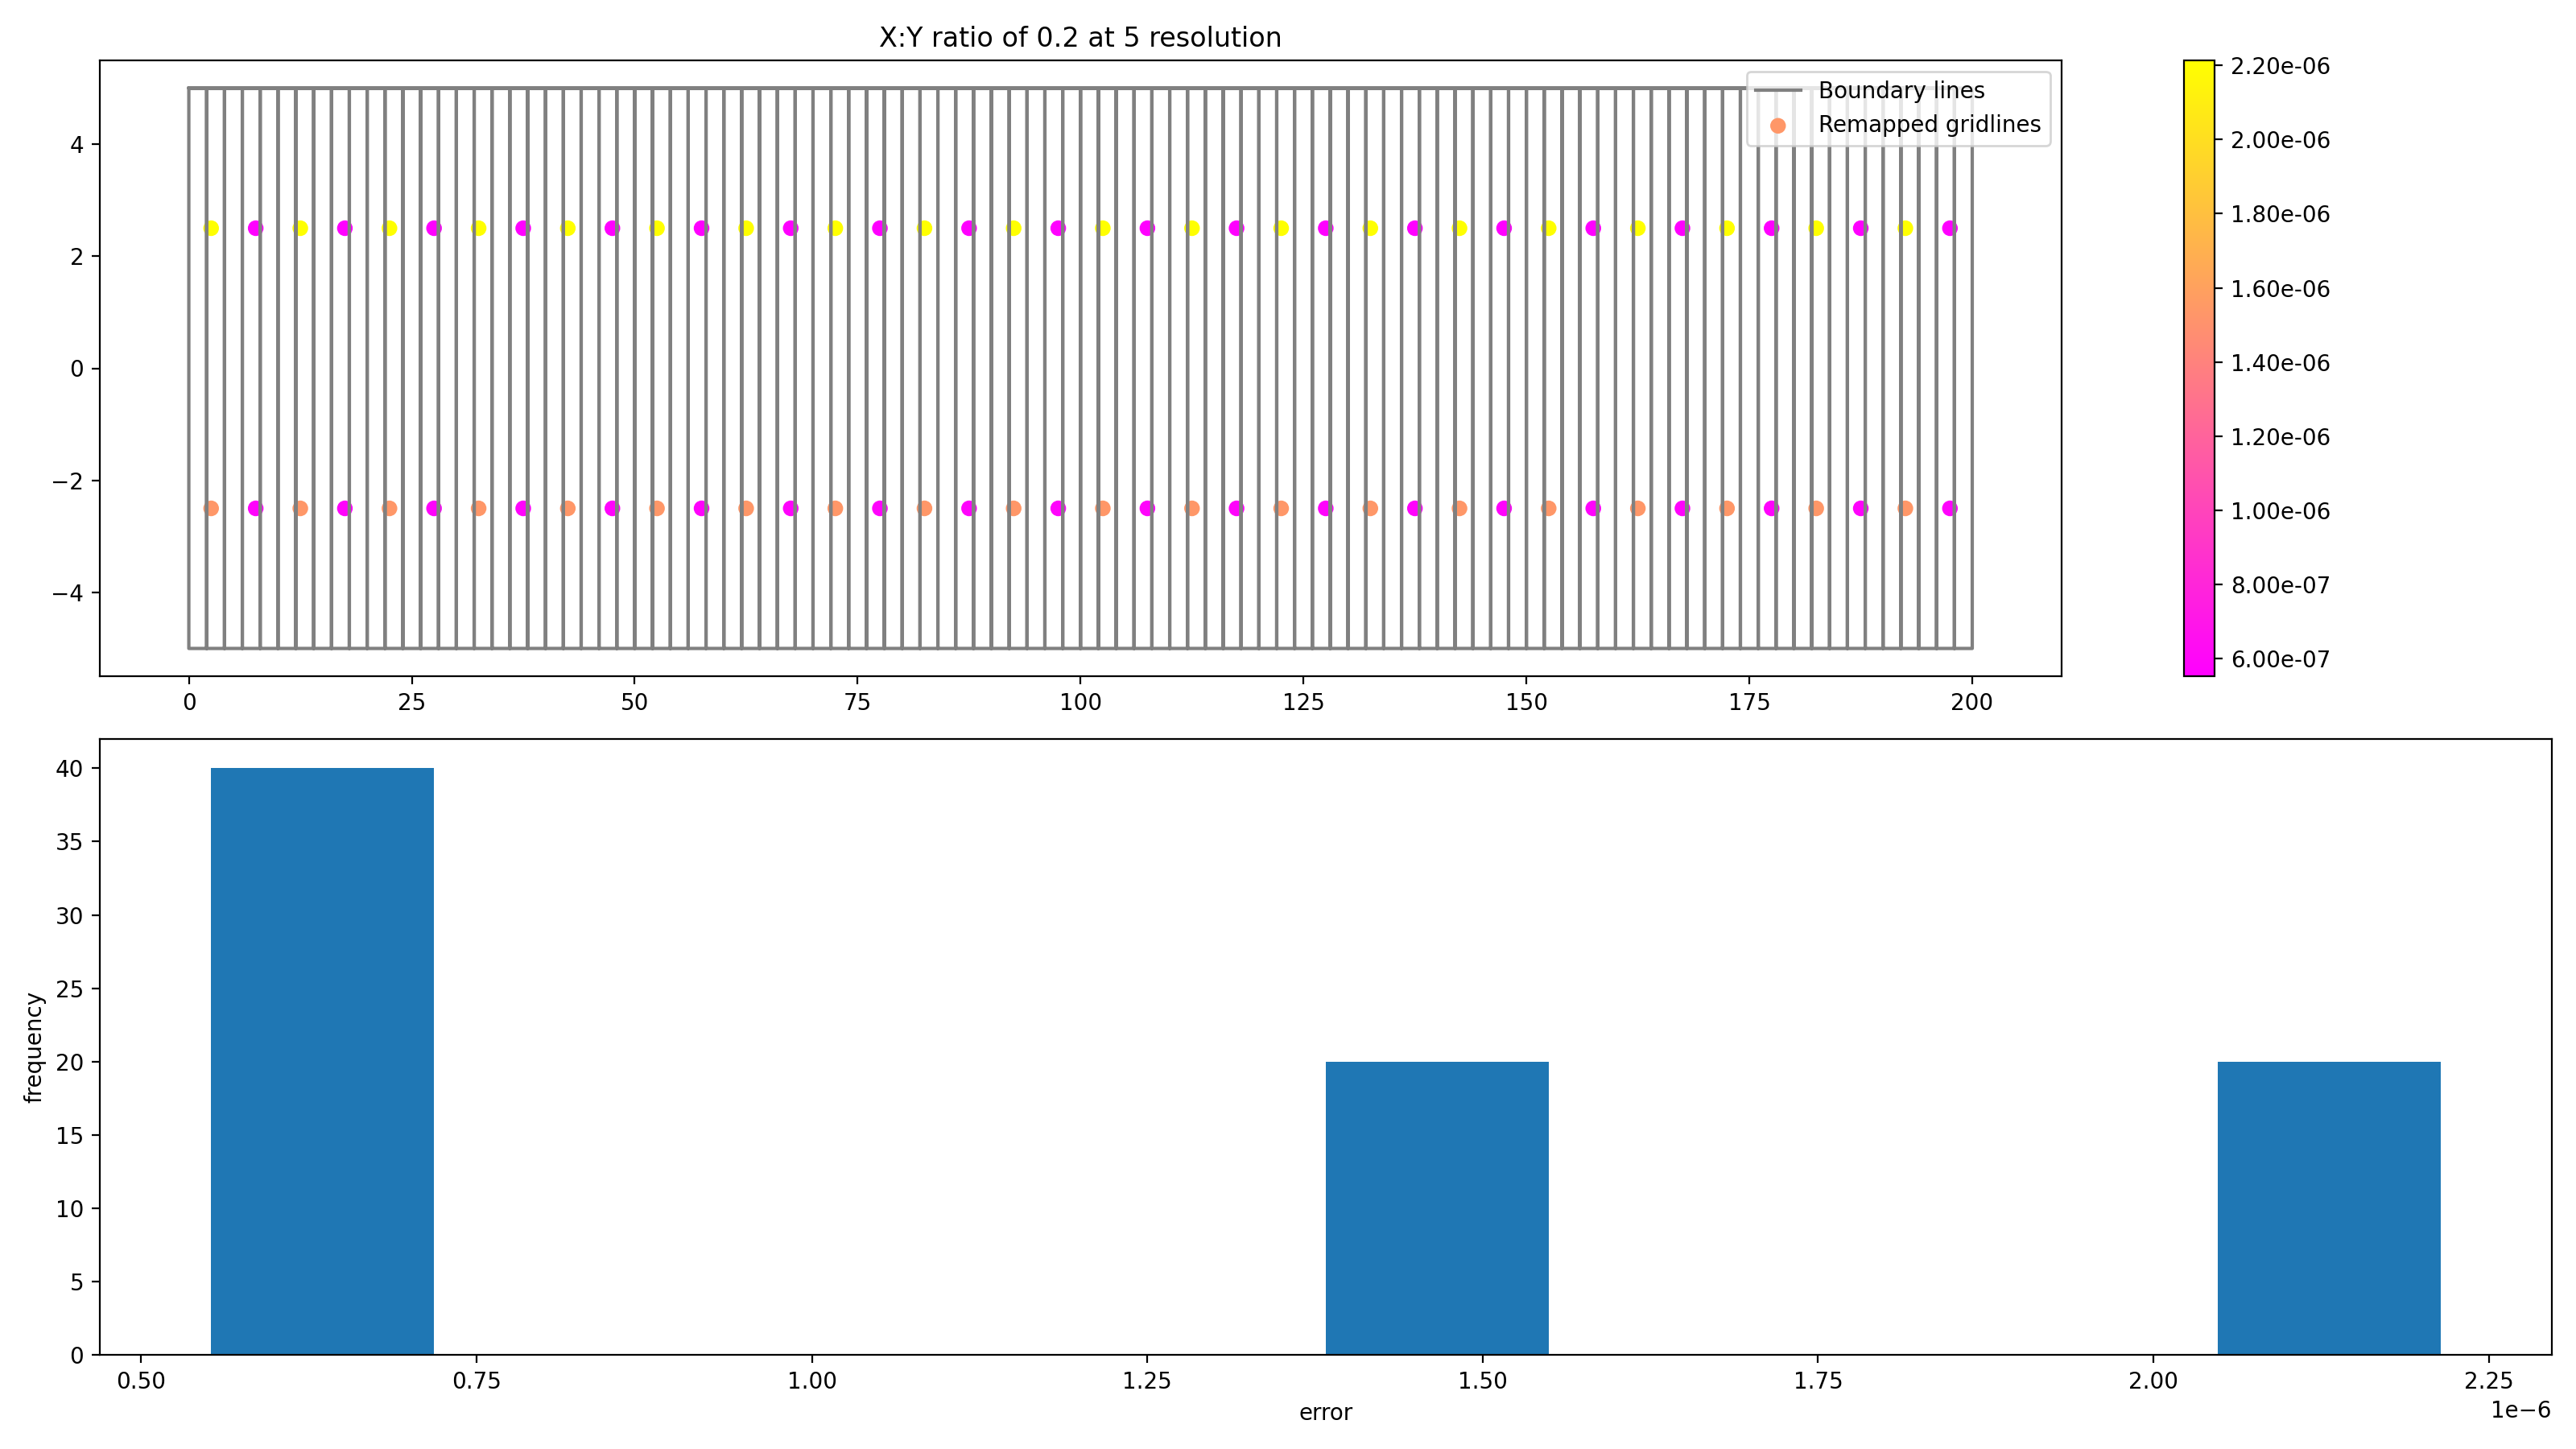 X:Y ratio of 0.2 at 5 resolution
Boundary lines
Remapped gridlines
4
2
0
−2
−4
0 25 50 75 100 125 150 175 200
2.20e-06
2.00e-06
1.80e-06
1.60e-06
1.40e-06
1.20e-06
1.00e-06
8.00e-07
6.00e-07
frequency
40
35
30
25
20
15
10
5
0
0.50 0.75 1.00 1.25 1.50 1.75 2.00 2.25
error
1e−6